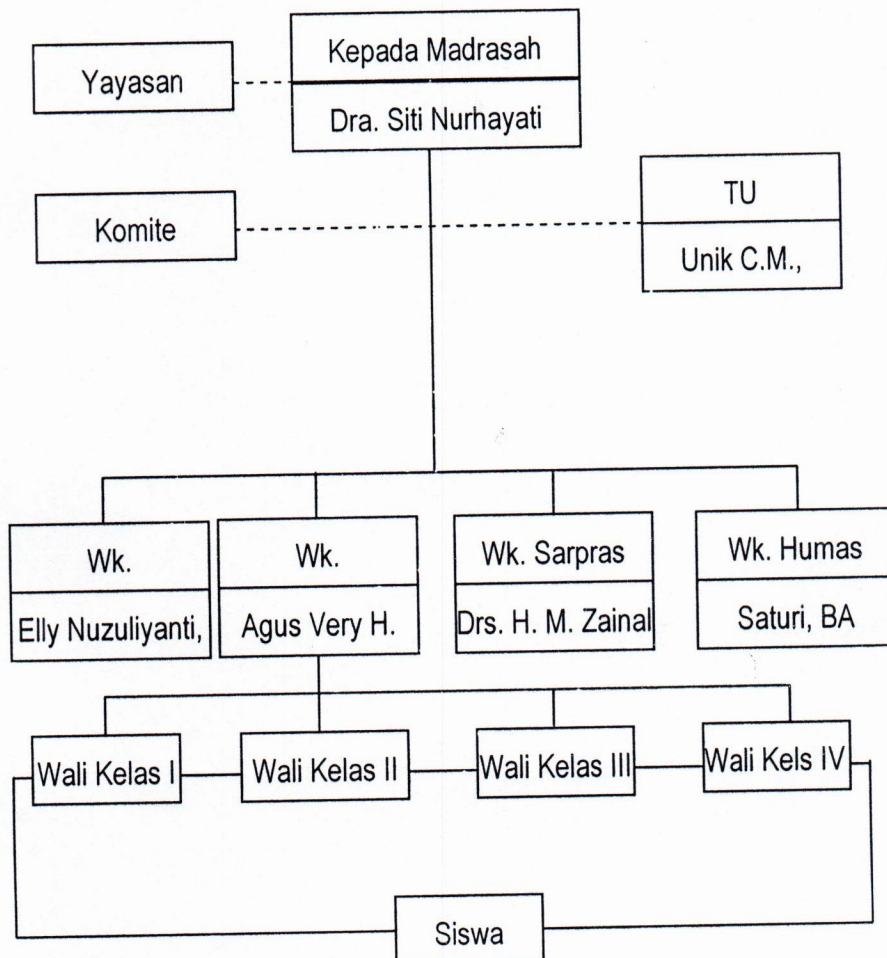 Kepada Madrasah
Yayasan
Dra. Siti Nurhayati
TU
Komite
Unik C.M.,
Wk.
Elly Nuzuliyanti,
Wk.
Agus Very H.
Wk. Sarpras
Drs. H. M. Zainal
Wk. Humas
Saturi, BA
Wali Kelas I
Wali Kelas II
Wali Kelas III
Wali Kels IV
Siswa